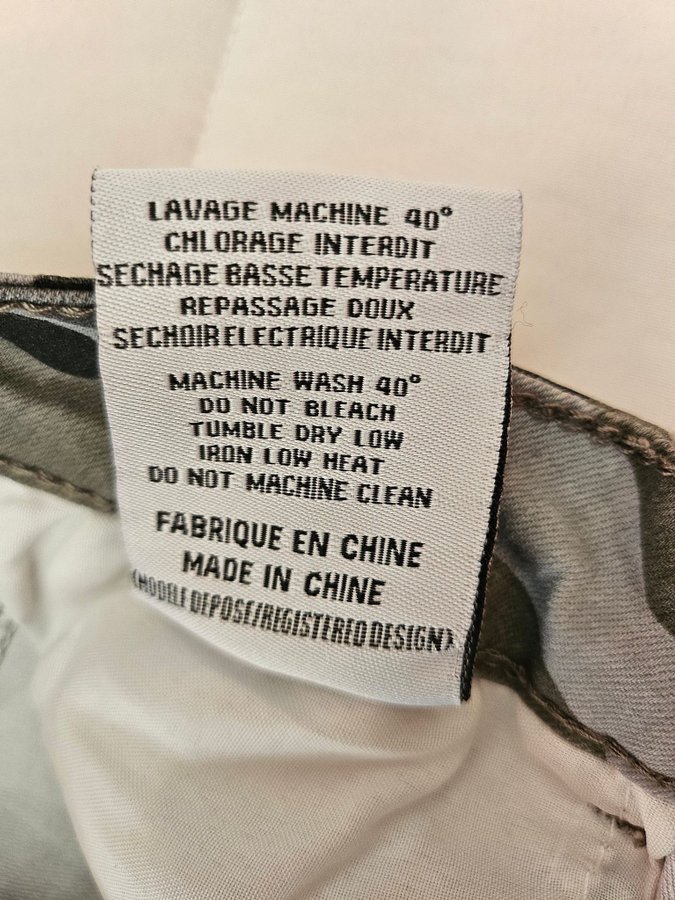 LAVAGE MACHINE 40°
CHLORAGE INTERDIT
SECHAGE BASSE TEMPERATURE
REPASSAGE DOUX
SECHOIR ELECTRIQUE INTERDIT
MACHINE WASH 40°
DO NOT BLEACH
TUMBLE DRY LOW
IRON LOW HEAT
DO NOT MACHINE CLEAN
FABRIQUE EN CHINE
MADE IN CHINE
(MODELE DEPOSE/REGISTERED DESIGN)